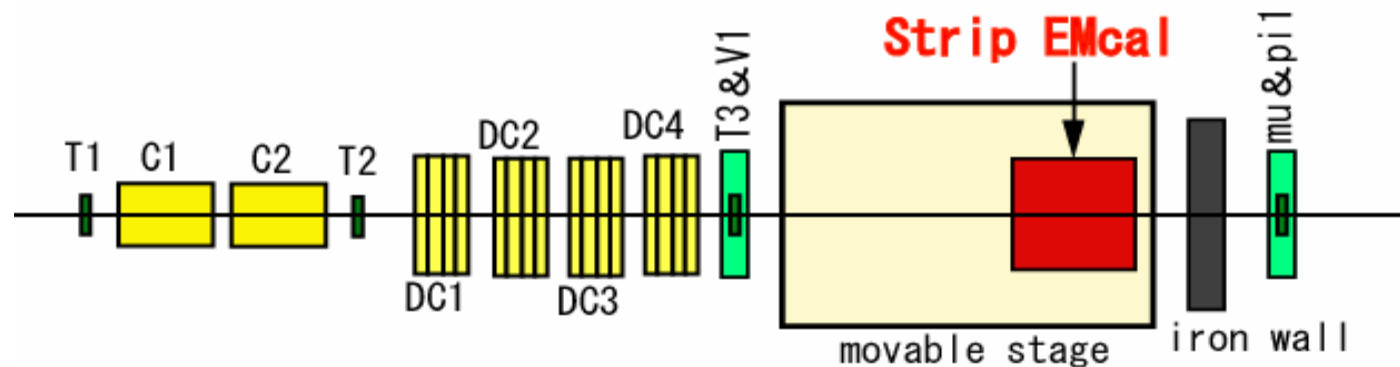 Strip EMcal
T1
C1
C2
T2
DC1
DC2
DC3
DC4
T3&V1
movable stage
iron wall
mu&pi1